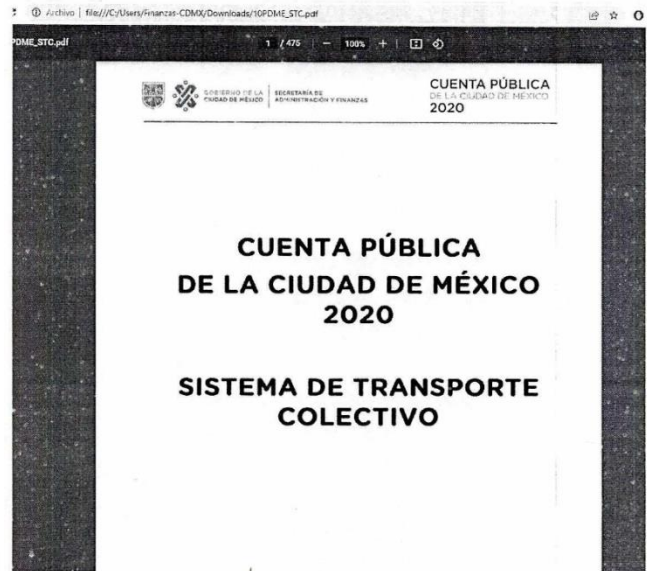 Archivo | file:///C:/Users/Finanzas-CDMX/Downloads/10PDME_STC.pdf
PDME_STC.pdf
1 / 475 | − 100% +
GOBIERNO DE LA
CIUDAD DE MÉXICO
SECRETARÍA DE
ADMINISTRACIÓN Y FINANZAS
CUENTA PÚBLICA
DE LA CIUDAD DE MÉXICO
2020
CUENTA PÚBLICA
DE LA CIUDAD DE MÉXICO
2020
SISTEMA DE TRANSPORTE
COLECTIVO